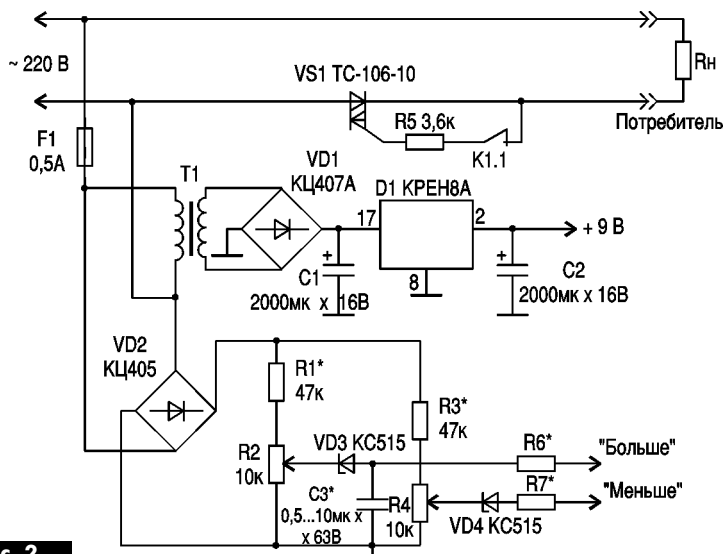 ~ 220 В
VS1 ТС-106-10
Rн
R5 3,6к
К1.1
Потребитель
F1
0,5А
T1
VD1
КЦ407А
D1 КРЕН8А
17
2
8
+ 9 В
+
C1
2000мк х 16В
+
C2
2000мк х 16В
VD2
КЦ405
R1*
47к
R3*
47к
R2
10к
VD3 КС515
R6*
"Больше"
R7*
"Меньше"
C3*
0,5...10мк х
х 63В
R4
10к
VD4 КС515